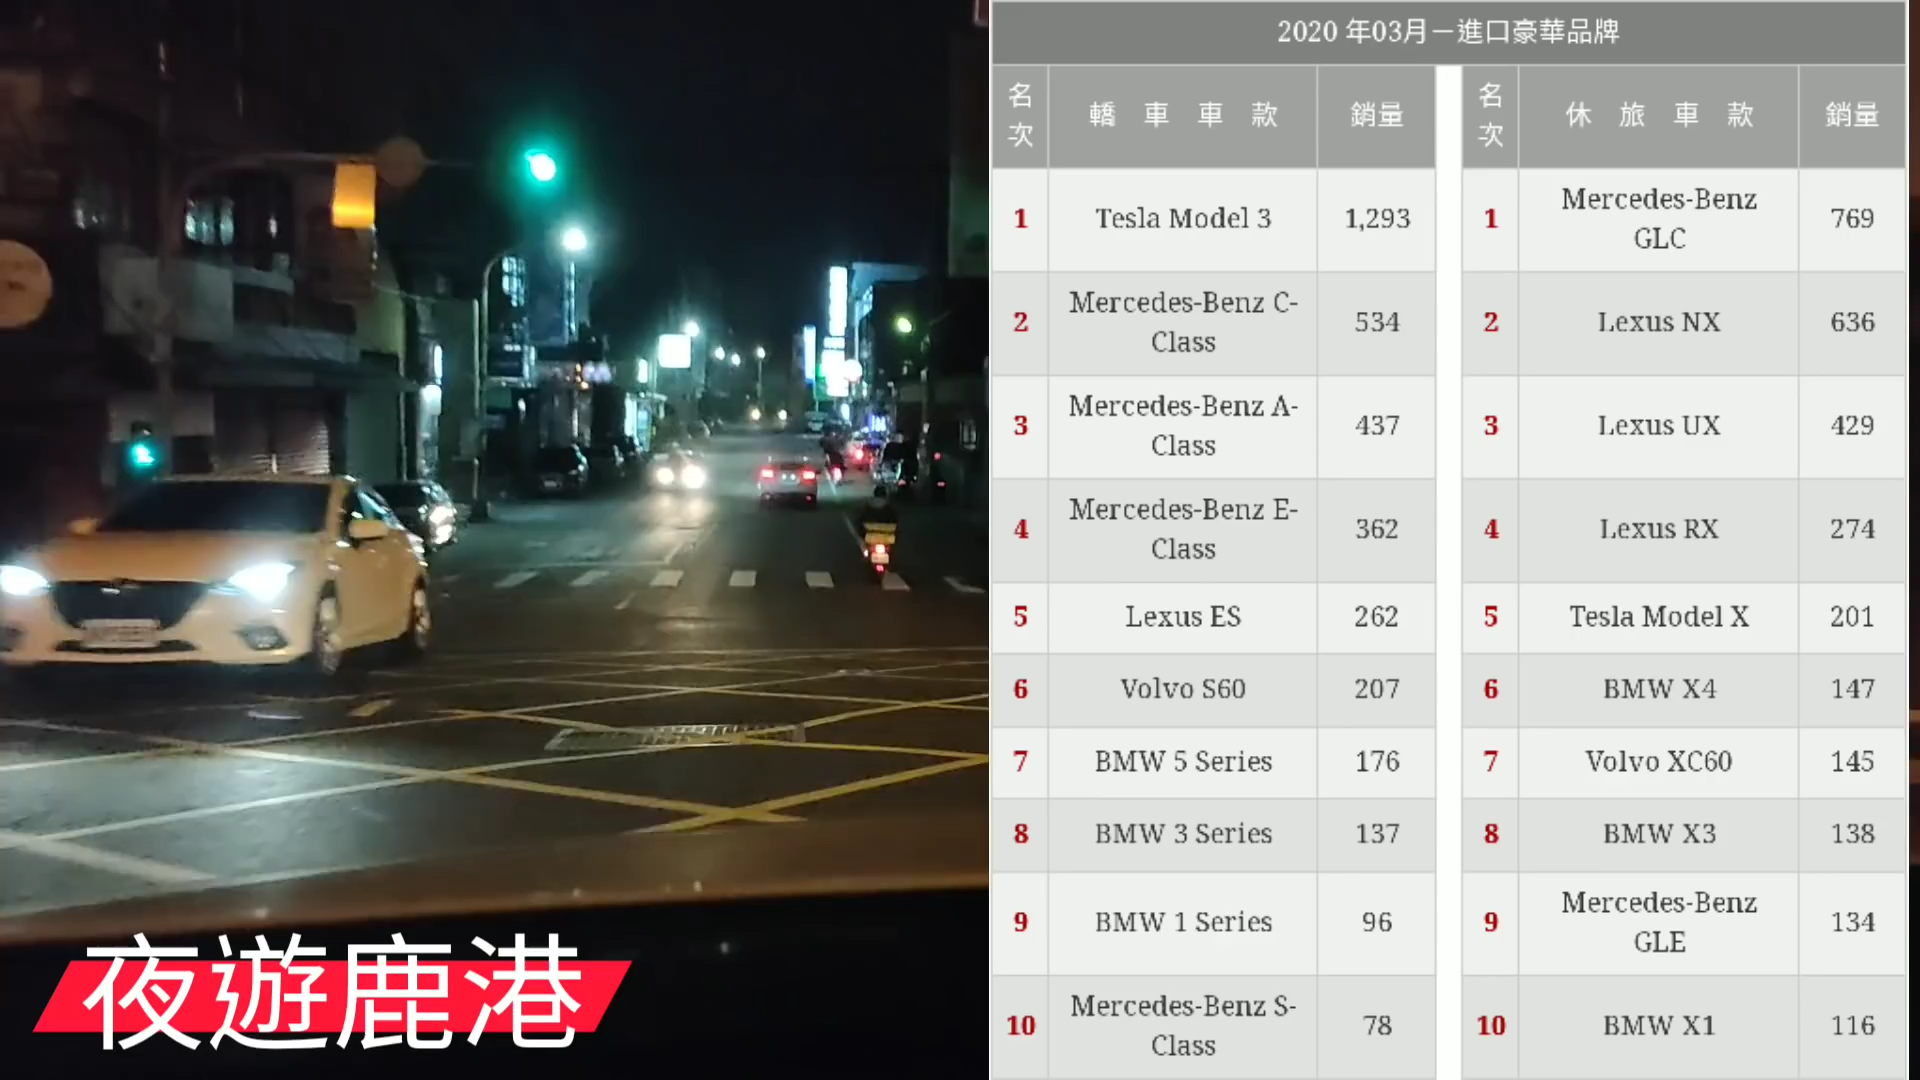 夜遊鹿港
2020 年03月－進口豪華品牌
名次 轎車車款 銷量 名次 休旅車款 銷量
1 Tesla Model 3 1,293 1 Mercedes-Benz GLC 769
2 Mercedes-Benz C-Class 534 2 Lexus NX 636
3 Mercedes-Benz A-Class 437 3 Lexus UX 429
4 Mercedes-Benz E-Class 362 4 Lexus RX 274
5 Lexus ES 262 5 Tesla Model X 201
6 Volvo S60 207 6 BMW X4 147
7 BMW 5 Series 176 7 Volvo XC60 145
8 BMW 3 Series 137 8 BMW X3 138
9 BMW 1 Series 96 9 Mercedes-Benz GLE 134
10 Mercedes-Benz S-Class 78 10 BMW X1 116